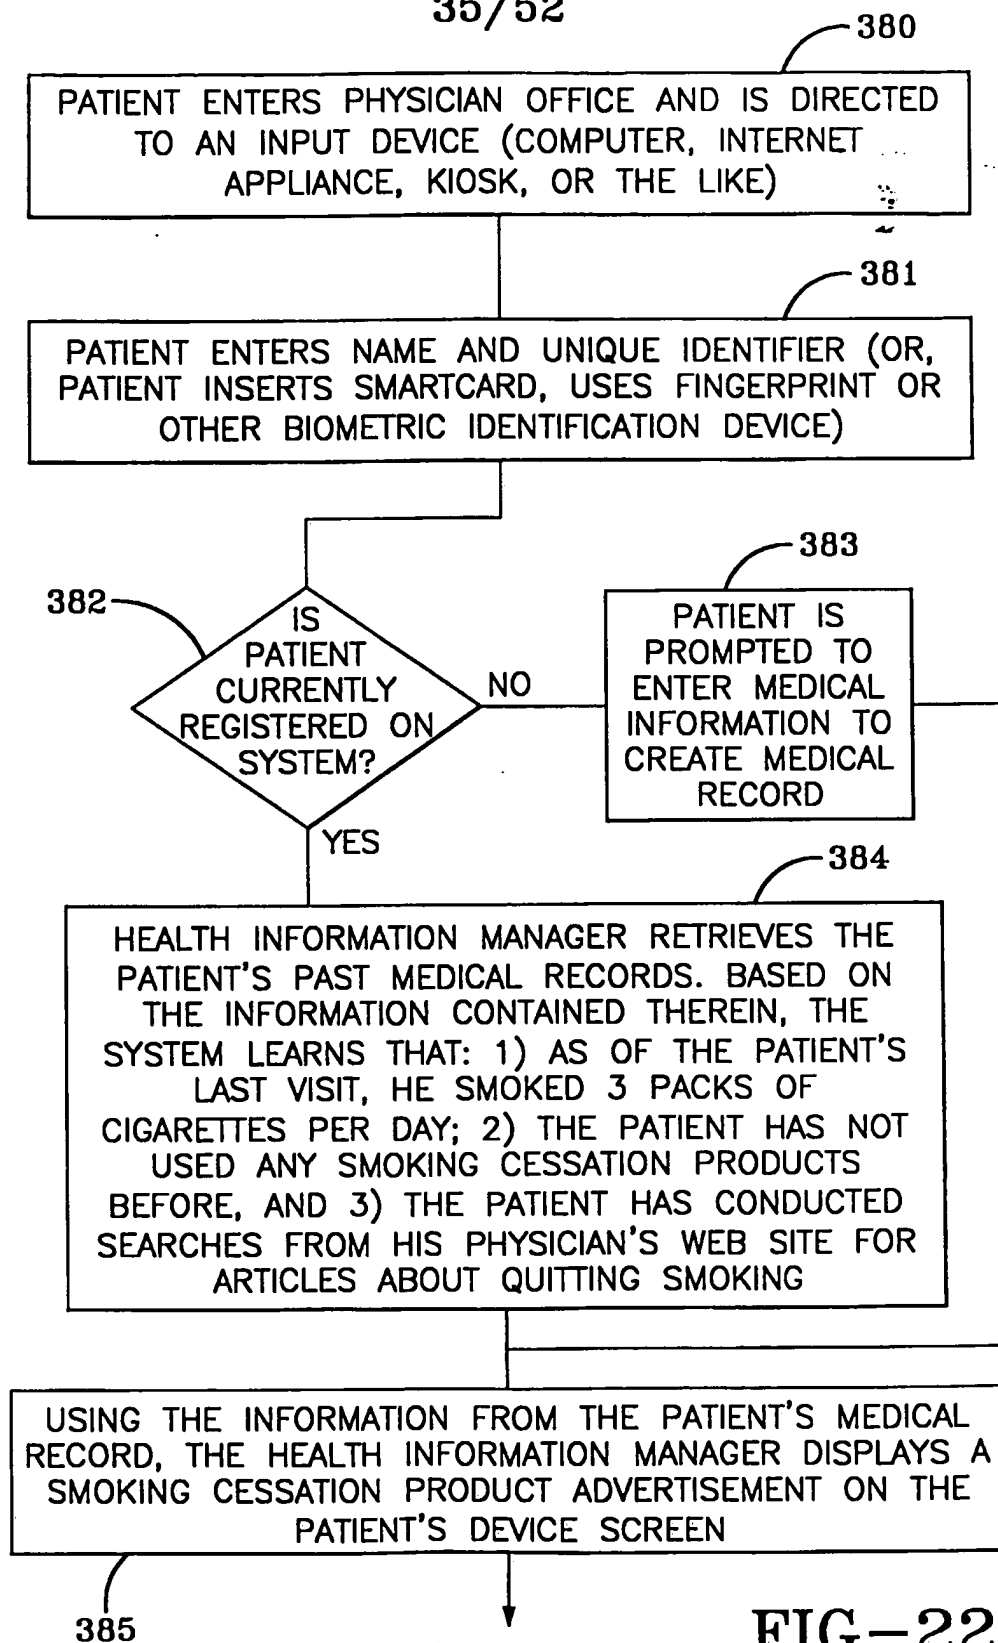 35/52
380
PATIENT ENTERS PHYSICIAN OFFICE AND IS DIRECTED
TO AN INPUT DEVICE (COMPUTER, INTERNET
APPLIANCE, KIOSK, OR THE LIKE)
381
PATIENT ENTERS NAME AND UNIQUE IDENTIFIER (OR,
PATIENT INSERTS SMARTCARD, USES FINGERPRINT OR
OTHER BIOMETRIC IDENTIFICATION DEVICE)
382
IS
PATIENT
CURRENTLY
REGISTERED ON
SYSTEM?
NO
YES
383
PATIENT IS
PROMPTED TO
ENTER MEDICAL
INFORMATION TO
CREATE MEDICAL
RECORD
384
HEALTH INFORMATION MANAGER RETRIEVES THE
PATIENT'S PAST MEDICAL RECORDS. BASED ON
THE INFORMATION CONTAINED THEREIN, THE
SYSTEM LEARNS THAT: 1) AS OF THE PATIENT'S
LAST VISIT, HE SMOKED 3 PACKS OF
CIGARETTES PER DAY; 2) THE PATIENT HAS NOT
USED ANY SMOKING CESSATION PRODUCTS
BEFORE, AND 3) THE PATIENT HAS CONDUCTED
SEARCHES FROM HIS PHYSICIAN'S WEB SITE FOR
ARTICLES ABOUT QUITTING SMOKING
USING THE INFORMATION FROM THE PATIENT'S MEDICAL
RECORD, THE HEALTH INFORMATION MANAGER DISPLAYS A
SMOKING CESSATION PRODUCT ADVERTISEMENT ON THE
PATIENT'S DEVICE SCREEN
385
FIG-22